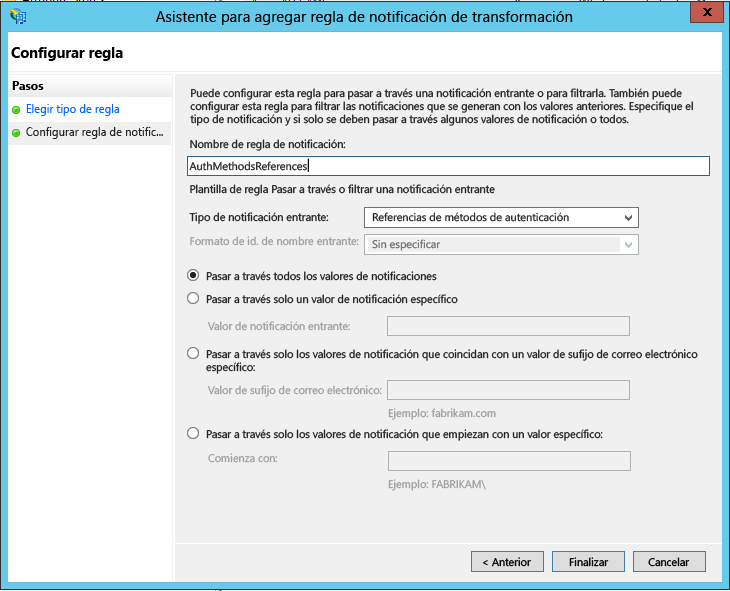 Asistente para agregar regla de notificación de transformación
x
Configurar regla
Pasos
Elegir tipo de regla
Configurar regla de notific...
Puede configurar esta regla para pasar a través una notificación entrante o para filtrarla. También puede
configurar esta regla para filtrar las notificaciones que se generan con los valores anteriores. Especifique el
tipo de notificación y si solo se deben pasar a través algunos valores de notificación o todos.
Nombre de regla de notificación:
AuthMethodsReferences
Plantilla de regla Pasar a través o filtrar una notificación entrante
Tipo de notificación entrante: Referencias de métodos de autenticación
Formato de id. de nombre entrante: Sin especificar
Pasar a través todos los valores de notificaciones
Pasar a través solo un valor de notificación específico
Valor de notificación entrante:
Pasar a través solo los valores de notificación que coincidan con un valor de sufijo de correo electrónico
específico:
Valor de sufijo de correo electrónico:
Ejemplo: fabrikam.com
Pasar a través solo los valores de notificación que empiezan con un valor específico:
Comienza con:
Ejemplo: FABRIKAM\
< Anterior Finalizar Cancelar